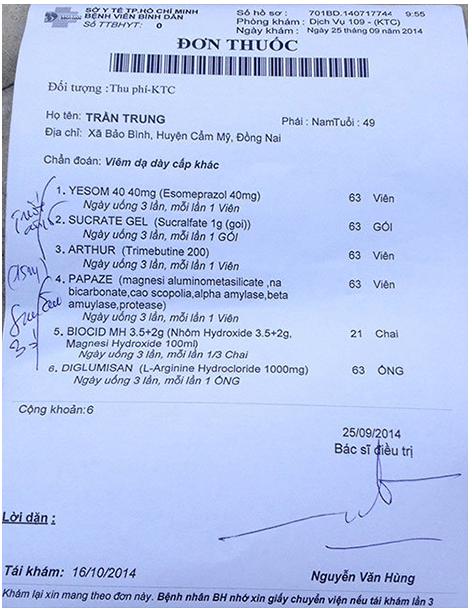 SỞ Y TẾ TP.HỒ CHÍ MINH
BỆNH VIỆN BÌNH DÂN
Số TTBHYT: 0
Số hồ sơ : 701BD.140717744 9:55
Phòng khám : Dịch Vụ 109 - (KTC)
Ngày khám : Thứ năm 25 tháng 09 năm 2014
ĐƠN THUỐC
Đối tượng :Thu phí-KTC
Họ tên: TRẦN TRUNG Phái : NamTuổi : 49
Địa chỉ: Xã Bảo Bình, Huyện Cẩm Mỹ, Đồng Nai
Chẩn đoán: Viêm dạ dày cấp khác
1. YESOM 40 40mg (Esomeprazol 40mg) 63 Viên
Ngày uống 3 lần, mỗi lần 1 Viên
2. SUCRATE GEL (Sucralfate 1g (goi)) 63 GÓI
Ngày uống 3 lần, mỗi lần 1 GÓI
3. ARTHUR (Trimebutine 200) 63 Viên
Ngày uống 3 lần, mỗi lần 1 Viên
4. PAPAZE (magnesi aluminometasilicate ,na 63 Viên
bicarbonate,cao scopolia,alpha amylase,beta
amuylase,protease)
Ngày uống 3 lần, mỗi lần 1 Viên
5. BIOCID MH 3.5+2g (Nhôm Hydroxide 3.5+2g, 21 Chai
Magnesi Hydroxide 100ml)
Ngày uống 3 lần, mỗi lần 1/3 Chai
6. DIGLUMISAN (L-Arginine Hydrocloride 1000mg) 63 ỐNG
Ngày uống 3 lần, mỗi lần 1 ỐNG
Cộng khoản:6
25/09/2014
Bác sĩ điều trị
Lời dặn :
Tái khám: 16/10/2014 Nguyễn Văn Hùng
Khám lại xin mang theo đơn này. Bệnh nhân BH nhớ xin giấy chuyển viện nếu tái khám lần 3